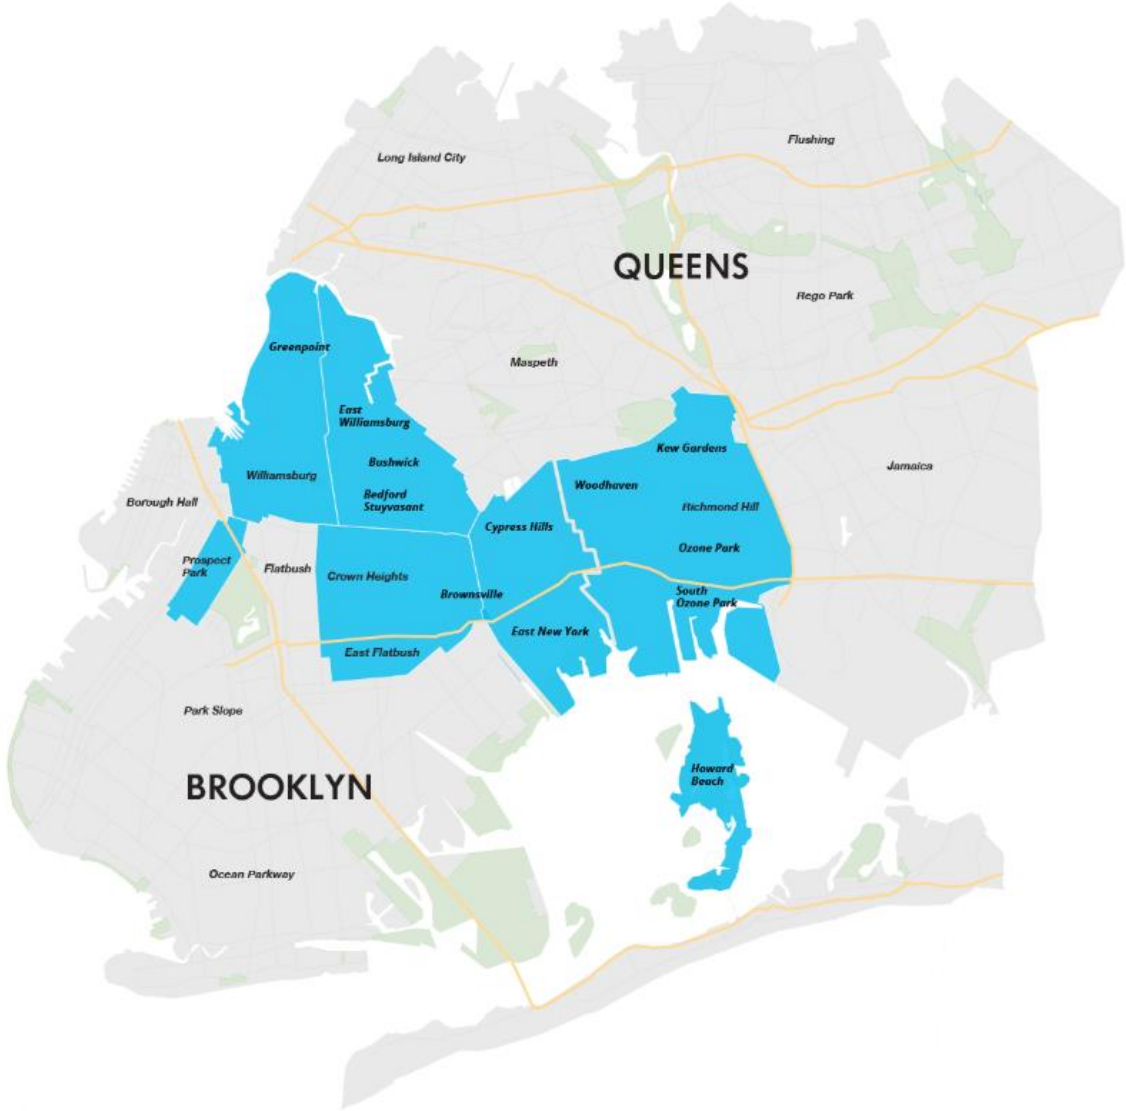 Flushing
Long Island City
QUEENS
Rego Park
Greenpoint
Maspeth
East
Williamsburg
Kew Gardens
Bushwick
Jamaica
Williamsburg
Woodhaven
Bedford
Stuyvasant
Borough Hall
Richmond Hill
Cypress Hills
Ozone Park
Prospect
Park
Flatbush
Crown Heights
Brownsville
South
Ozone Park
East New York
East Flatbush
Park Slope
Howard
Beach
BROOKLYN
Ocean Parkway